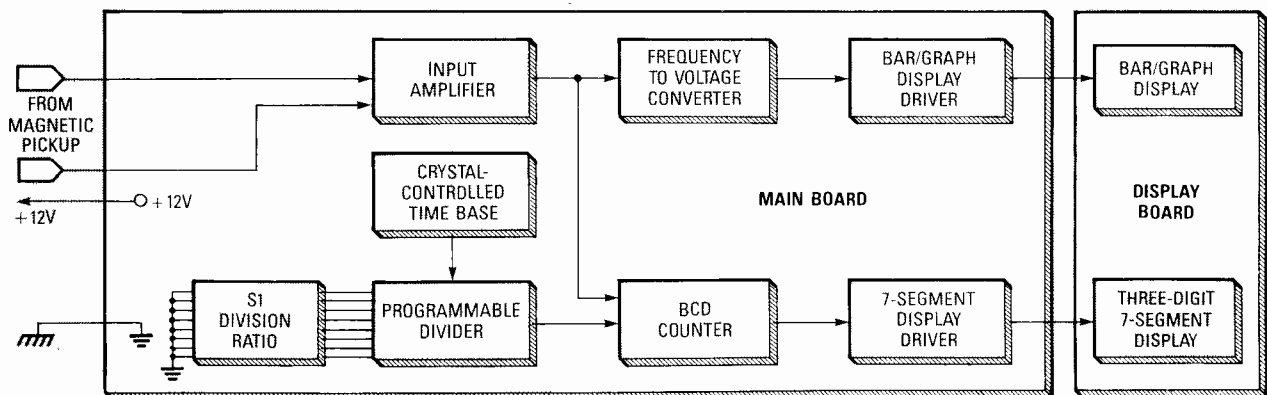 FROM
MAGNETIC
PICKUP
+12V
+12V
INPUT
AMPLIFIER
FREQUENCY
TO VOLTAGE
CONVERTER
BAR/GRAPH
DISPLAY
DRIVER
BAR/GRAPH
DISPLAY
CRYSTAL-
CONTROLLED
TIME BASE
MAIN BOARD
DISPLAY
BOARD
S1
DIVISION
RATIO
PROGRAMMABLE
DIVIDER
BCD
COUNTER
7-SEGMENT
DISPLAY
DRIVER
THREE-DIGIT
7-SEGMENT
DISPLAY